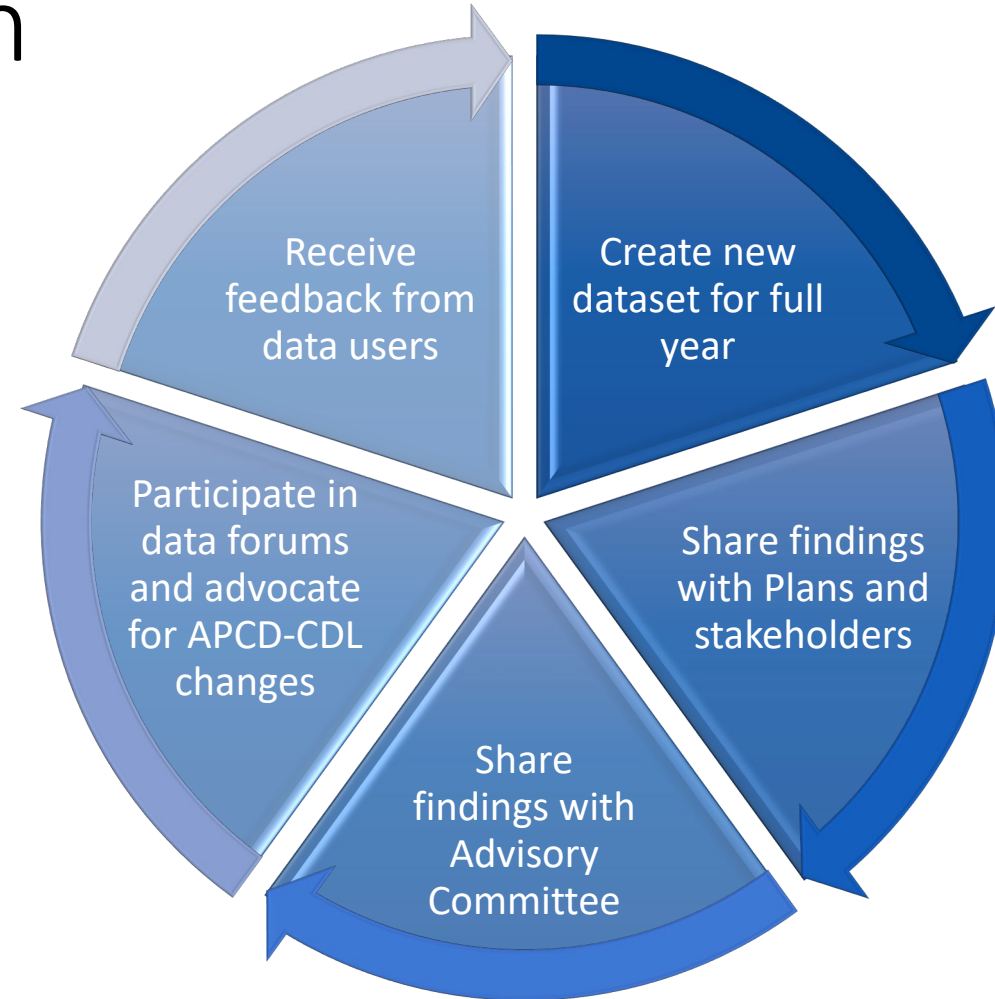 n
Create new
dataset for full
year
Share findings
with Plans and
stakeholders
Share
findings with
Advisory
Committee
Participate in
data forums
and advocate
for APCD-CDL
changes
Receive
feedback from
data users